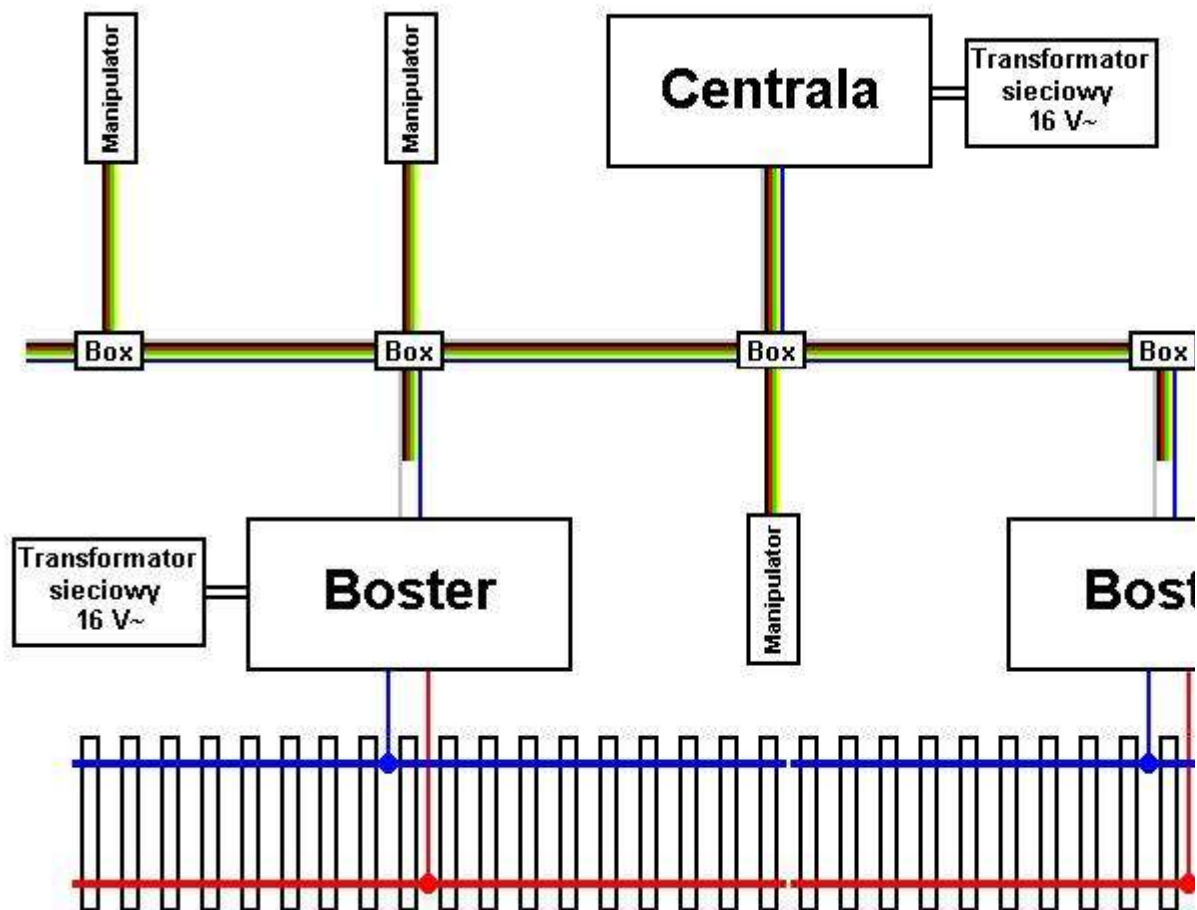 Manipulator
Manipulator
Centrala
Transformator
sieciowy
16 V~
Box
Box
Box
Box
Transformator
sieciowy
16 V~
Boster
Manipulator
Bost